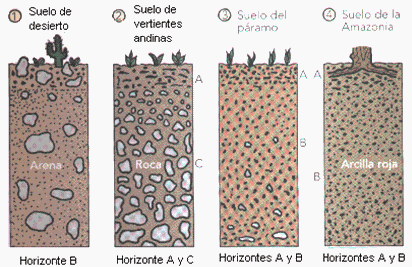 1 Suelo de
desierto
2 Suelo de
vertientes
andinas
3 Suelo del
páramo
4 Suelo de la
Amazonia
Arena
A
Roca
C
A
B
A
Arcilla roja
B
Horizonte B
Horizonte A y C
Horizontes A y B
Horizontes A y B